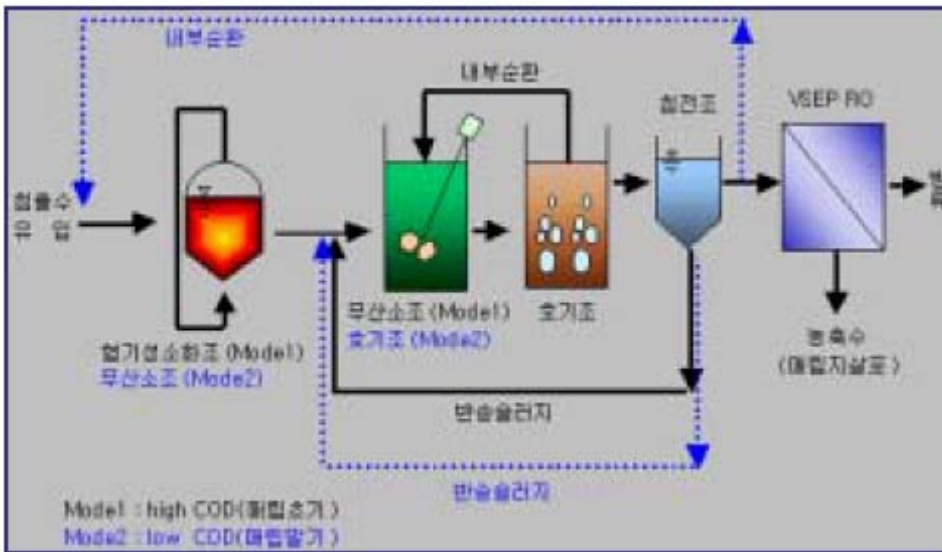 내부순환
내부순환
침전조
VSEP RO
침출수
유입
무산소조(Mode1)
호기조(Mode2)
호기조
혐기성소화조(Mode1)
무산소조(Mode2)
농축수
(매립지살포)
반송슬러지
반송슬러지
Mode1 : high COD(매립초기)
Mode2 : low COD(매립말기)